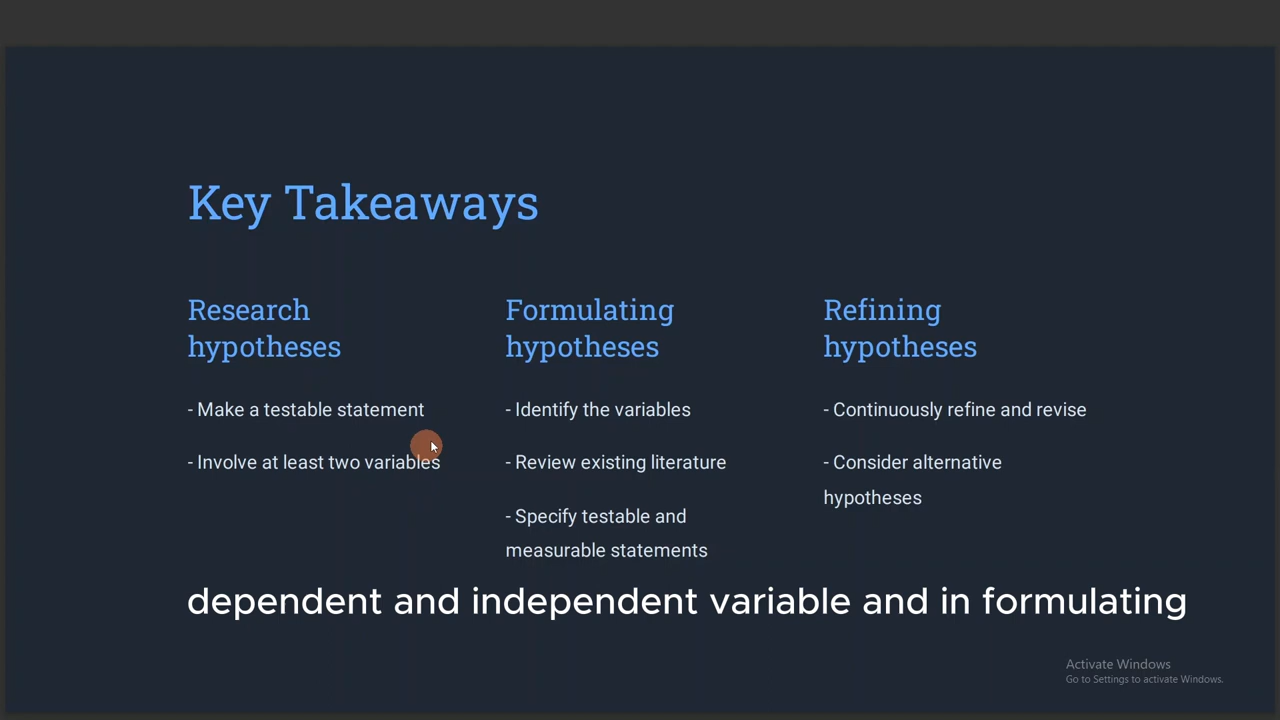 Key Takeaways
Research
hypotheses
- Make a testable statement
- Involve at least two variables
Formulating
hypotheses
- Identify the variables
- Review existing literature
- Specify testable and
measurable statements
Refining
hypotheses
- Continuously refine and revise
- Consider alternative
hypotheses
dependent and independent variable and in formulating
Activate Windows
Go to Settings to activate Windows.